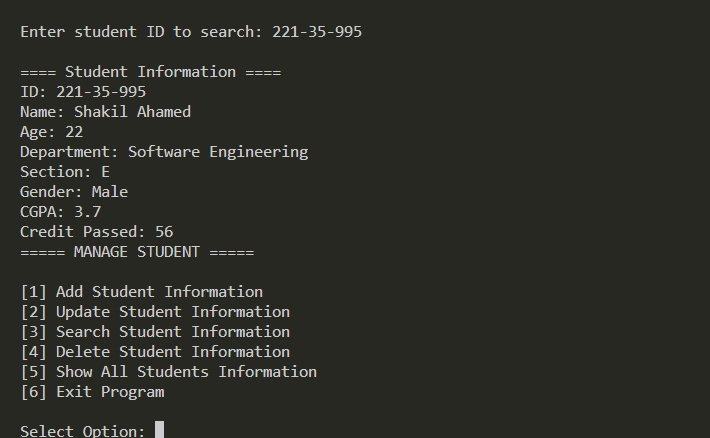 Enter student ID to search: 221-35-995
==== Student Information ====
ID: 221-35-995
Name: Shakil Ahamed
Age: 22
Department: Software Engineering
Section: E
Gender: Male
CGPA: 3.7
Credit Passed: 56
===== MANAGE STUDENT =====
[1] Add Student Information
[2] Update Student Information
[3] Search Student Information
[4] Delete Student Information
[5] Show All Students Information
[6] Exit Program
Select Option: